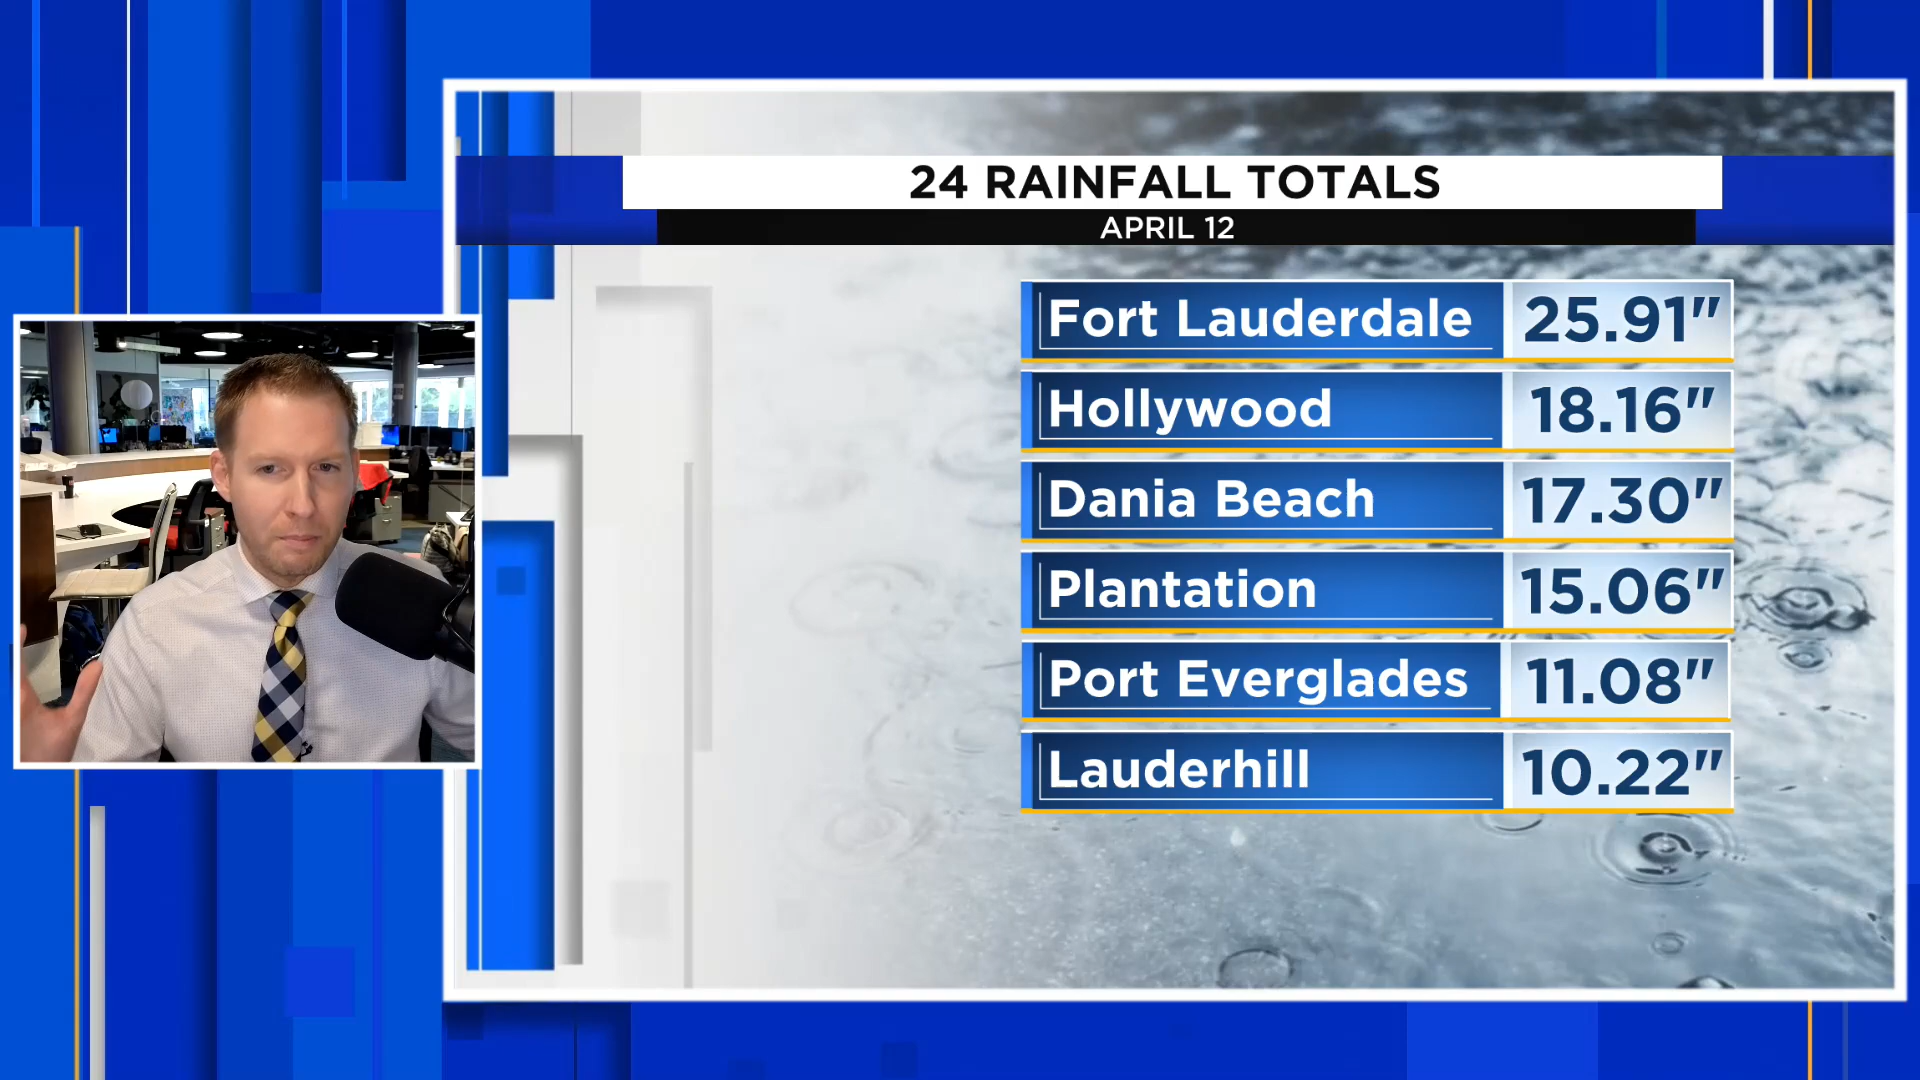 24 RAINFALL TOTALS
APRIL 12
Fort Lauderdale 25.91"
Hollywood 18.16"
Dania Beach 17.30"
Plantation 15.06"
Port Everglades 11.08"
Lauderhill 10.22"